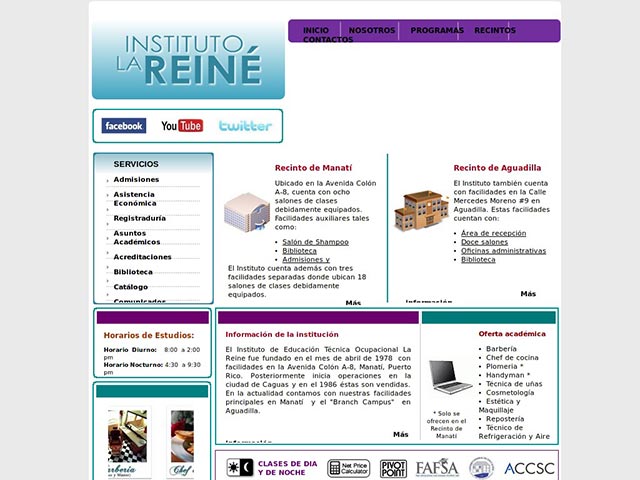 INSTITUTO
LA REINÉ
INICIO NOSOTROS PROGRAMAS RECINTOS
CONTACTOS
facebook YouTube twitter
SERVICIOS
Admisiones
Asistencia
Económica
Registraduría
Asuntos
Académicos
Acreditaciones
Biblioteca
Catálogo
Comunicados
Recinto de Manatí
Ubicado en la Avenida Colón
A-8, cuenta con ocho
salones de clases
debidamente equipados.
Facilidades auxiliares tales
como:
Salón de Shampoo
Biblioteca
Admisiones y
El Instituto cuenta además con tres
facilidades separadas donde ubican 18
salones de clases debidamente
equipados.
Más
Recinto de Aguadilla
El Instituto también cuenta
con facilidades en la Calle
Mercedes Moreno #9 en
Aguadilla. Estas facilidades
cuentan con:
Área de recepción
Doce salones
Oficinas administrativas
Biblioteca
Más
Información
Horarios de Estudios:
Horario Diurno: 8:00 a 2:00
pm
Horario Nocturno: 4:30 a 9:30
pm
Información de la institución
El Instituto de Educación Técnica Ocupacional La
Reine fue fundado en el mes de abril de 1978 con
facilidades en la Avenida Colón A-8, Manatí, Puerto
Rico. Posteriormente inicia operaciones en la
ciudad de Caguas y en el 1986 éstas son vendidas.
En la actualidad contamos con nuestras facilidades
principales en Manatí y el "Branch Campus" en
Aguadilla.
Más
Información
Oferta académica
Barbería
Chef de cocina
Plomeria *
Handyman *
Técnica de uñas
Cosmetología
Estética y
Maquillaje
Repostería
Técnico de
Refrigeración y Aire
* Solo se
ofrecen en el
Recinto de
Manatí
CLASES DE DIA
Y DE NOCHE
Net Price
Calculator
PIVOT
POINT
FAFSA
ACCSC